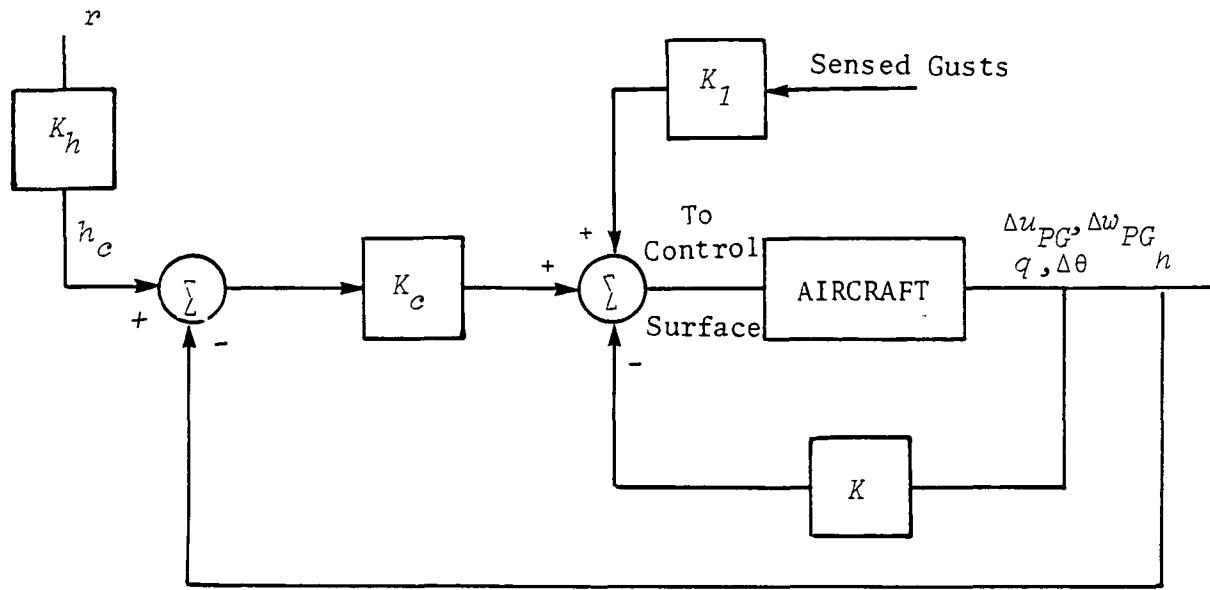 r
K_h
h_c
+
Σ
-
K_c
+
Σ
+
-
K_1
Sensed Gusts
To
Control
Surface
AIRCRAFT
Δu_PG, Δw_PG
q, Δθ
h
K